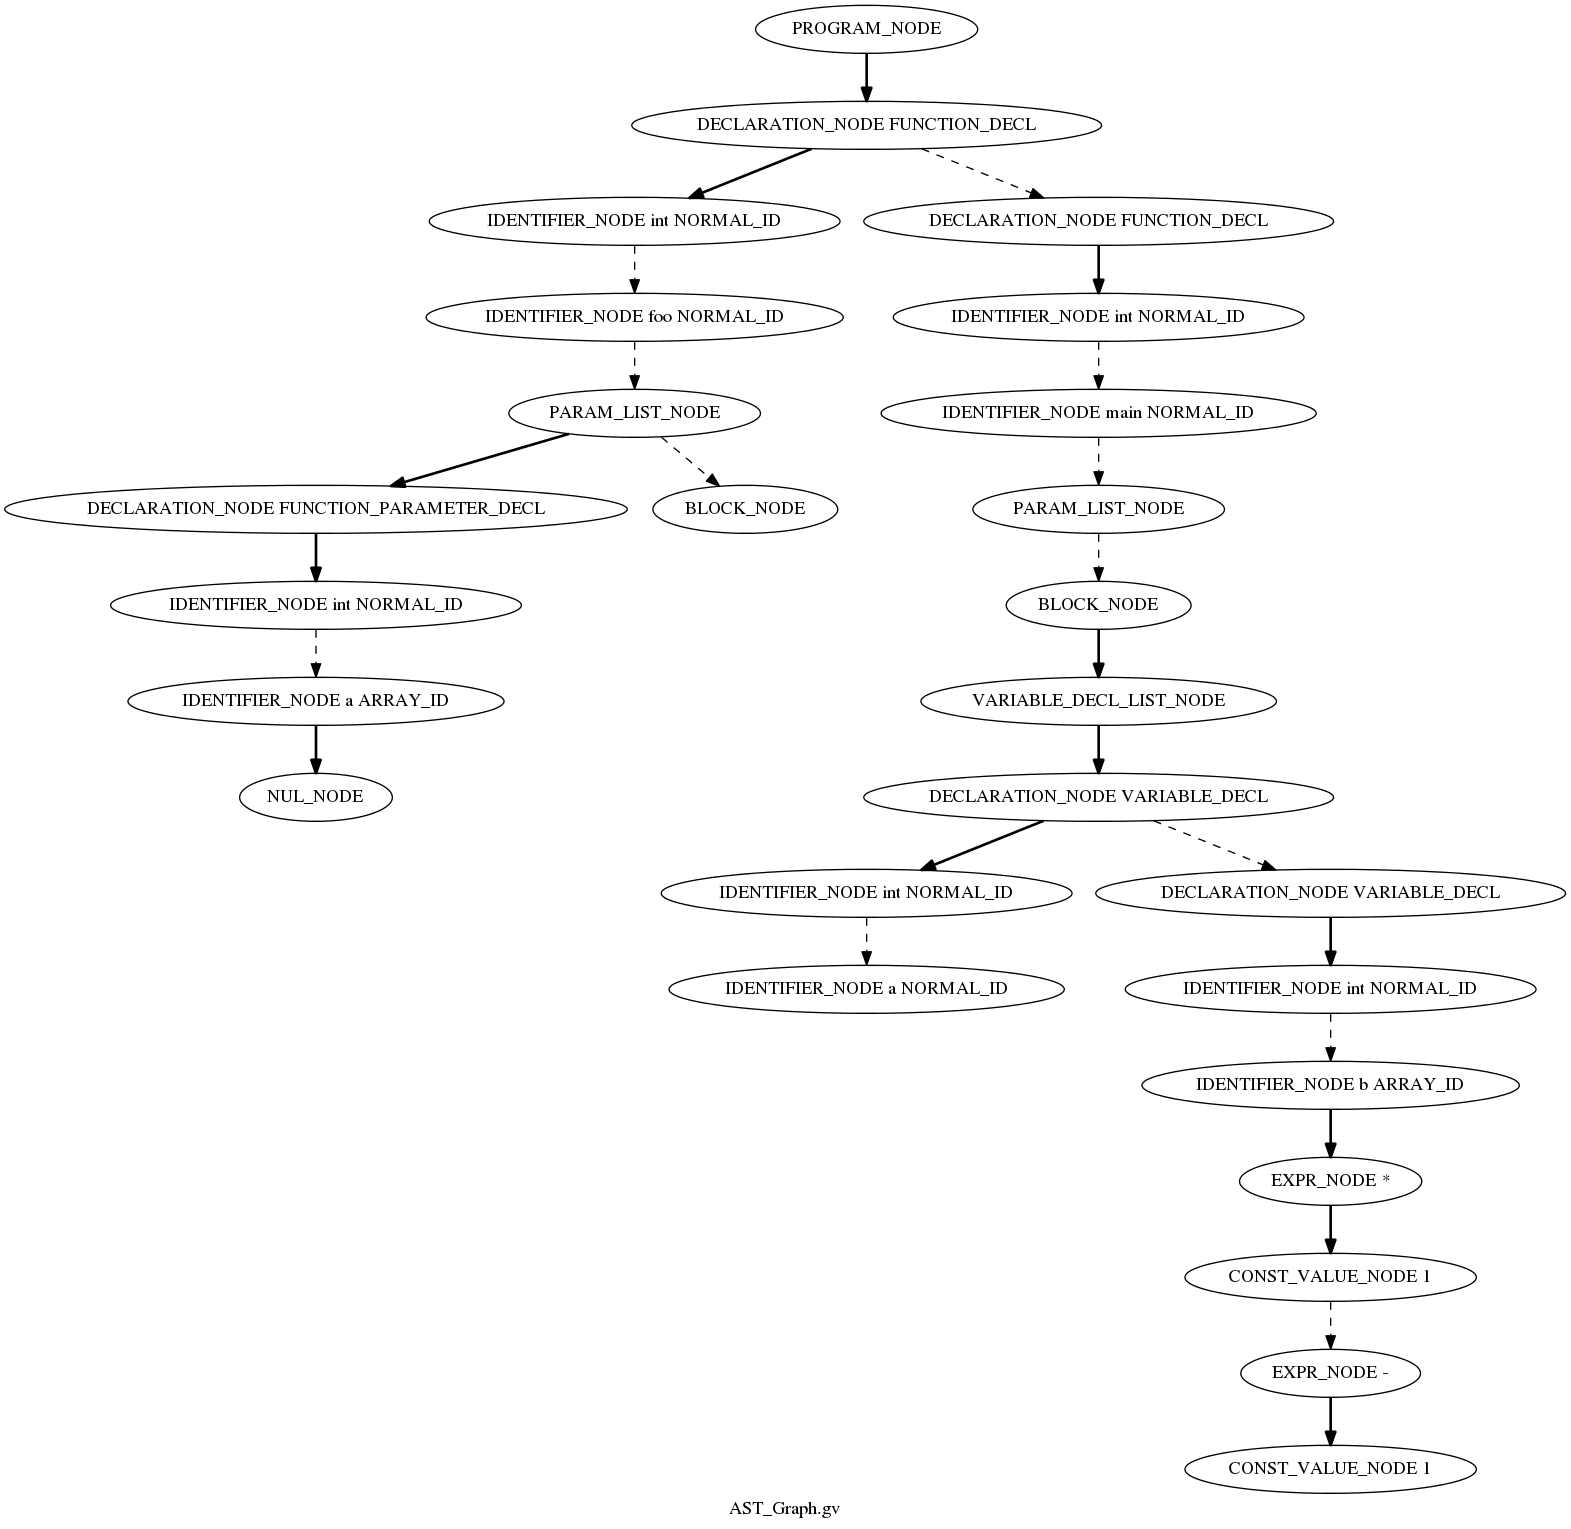 PROGRAM_NODE
DECLARATION_NODE FUNCTION_DECL
IDENTIFIER_NODE int NORMAL_ID
DECLARATION_NODE FUNCTION_DECL
IDENTIFIER_NODE foo NORMAL_ID
IDENTIFIER_NODE int NORMAL_ID
PARAM_LIST_NODE
IDENTIFIER_NODE main NORMAL_ID
DECLARATION_NODE FUNCTION_PARAMETER_DECL
BLOCK_NODE
PARAM_LIST_NODE
IDENTIFIER_NODE int NORMAL_ID
BLOCK_NODE
IDENTIFIER_NODE a ARRAY_ID
VARIABLE_DECL_LIST_NODE
NUL_NODE
DECLARATION_NODE VARIABLE_DECL
IDENTIFIER_NODE int NORMAL_ID
DECLARATION_NODE VARIABLE_DECL
IDENTIFIER_NODE a NORMAL_ID
IDENTIFIER_NODE int NORMAL_ID
IDENTIFIER_NODE b ARRAY_ID
EXPR_NODE *
CONST_VALUE_NODE 1
EXPR_NODE -
CONST_VALUE_NODE 1
AST_Graph.gv